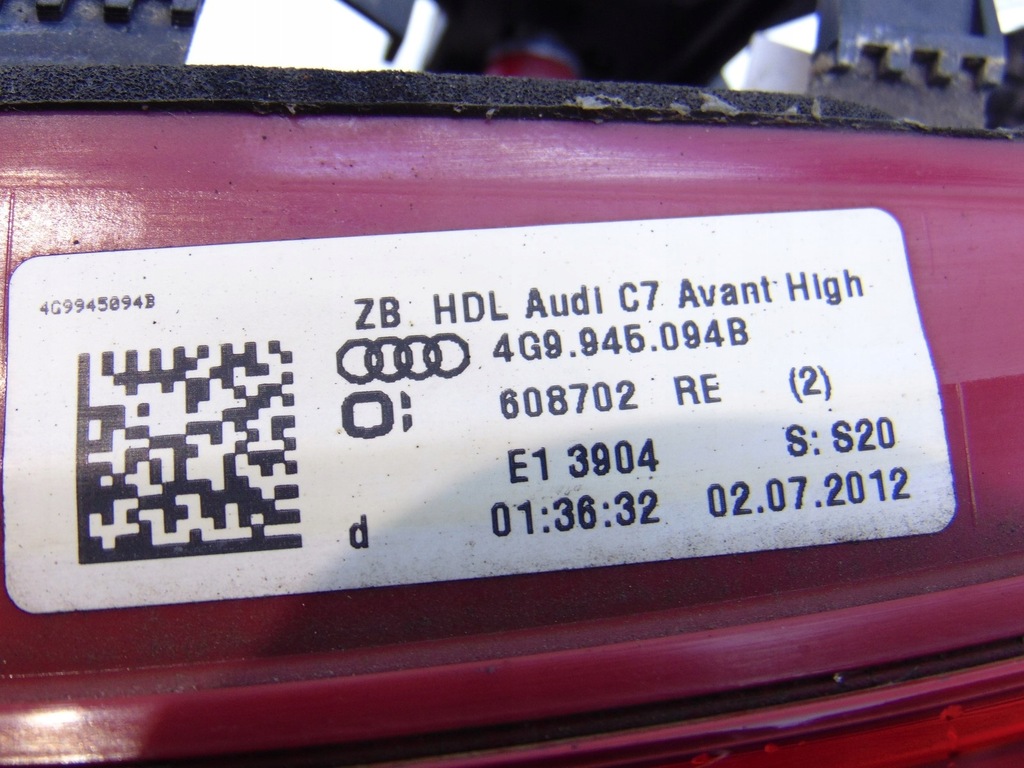 4G9945094B
ZB HDL Audi C7 Avant High
4G9.945.094B
608702 RE (2)
E1 3904 S: S20
d 01:36:32 02.07.2012